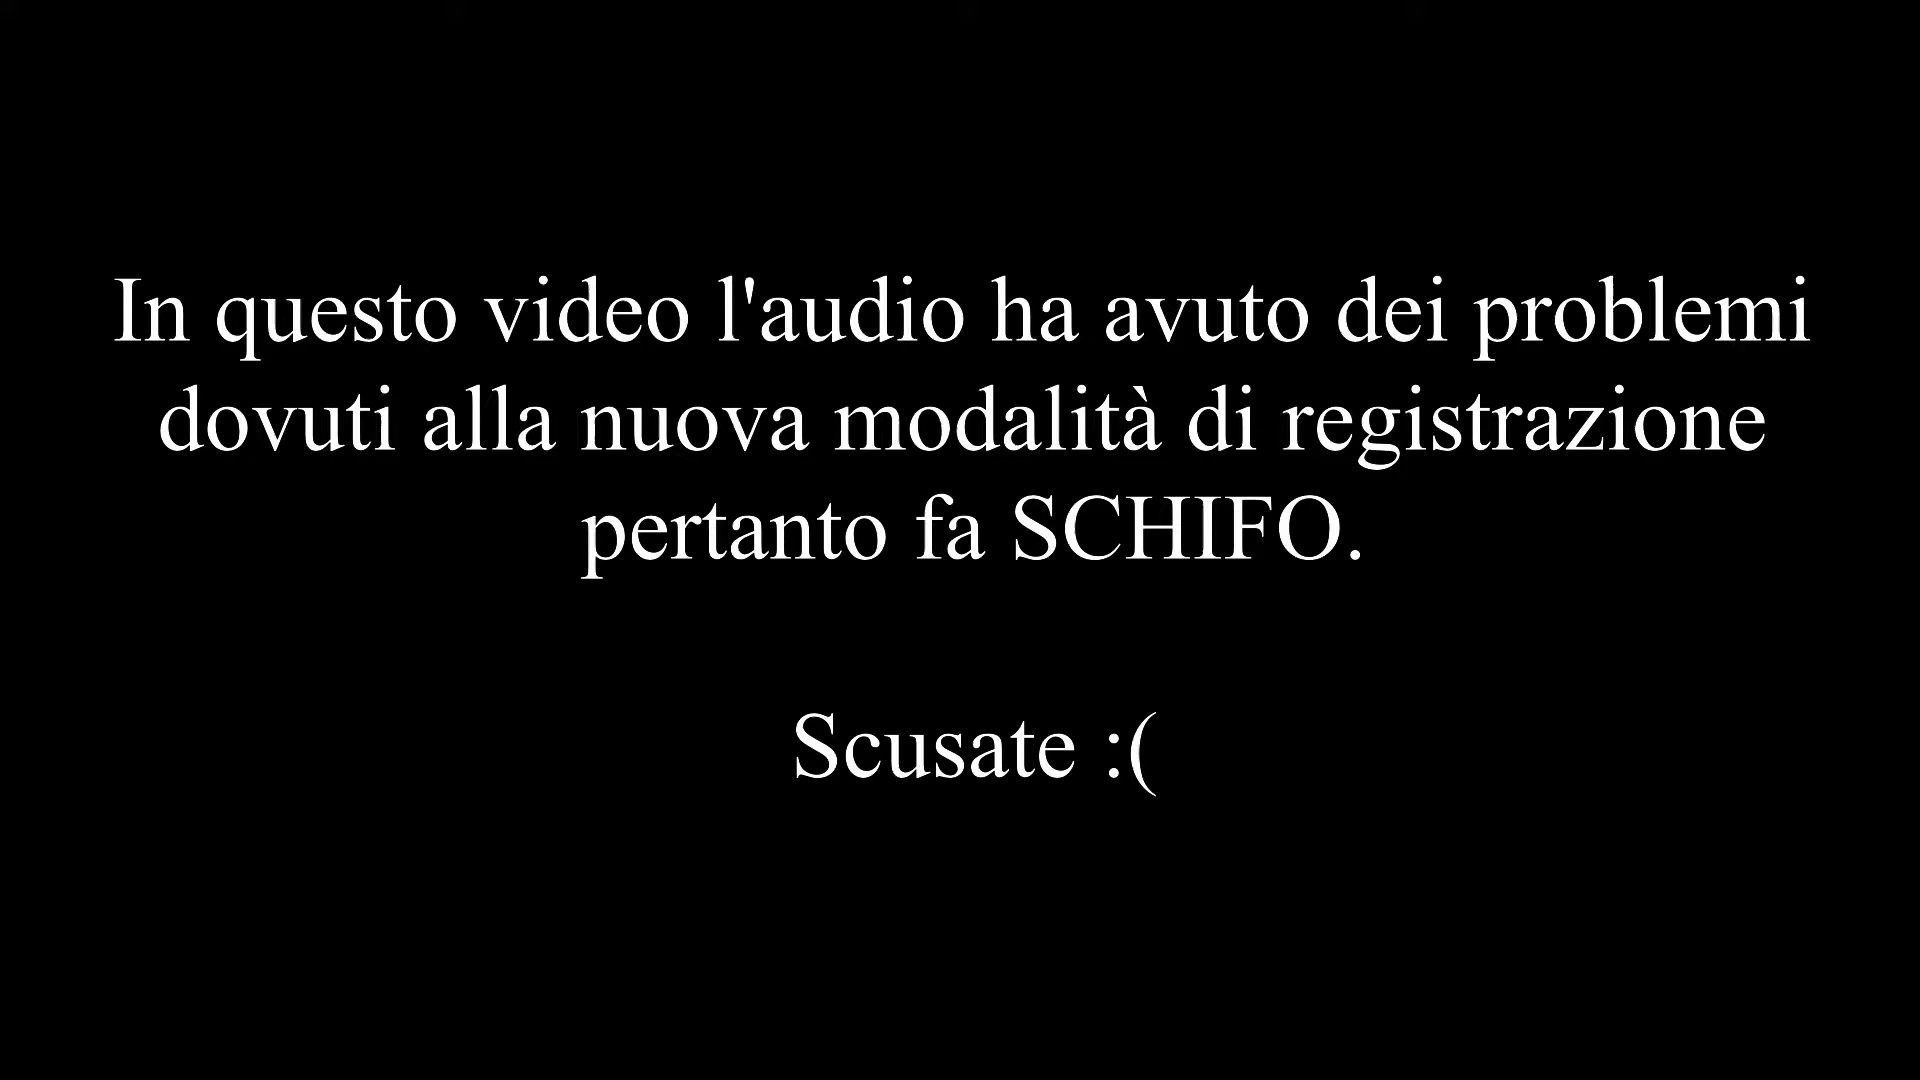 In questo video l'audio ha avuto dei problemi
dovuti alla nuova modalità di registrazione
pertanto fa SCHIFO.
Scusate :(